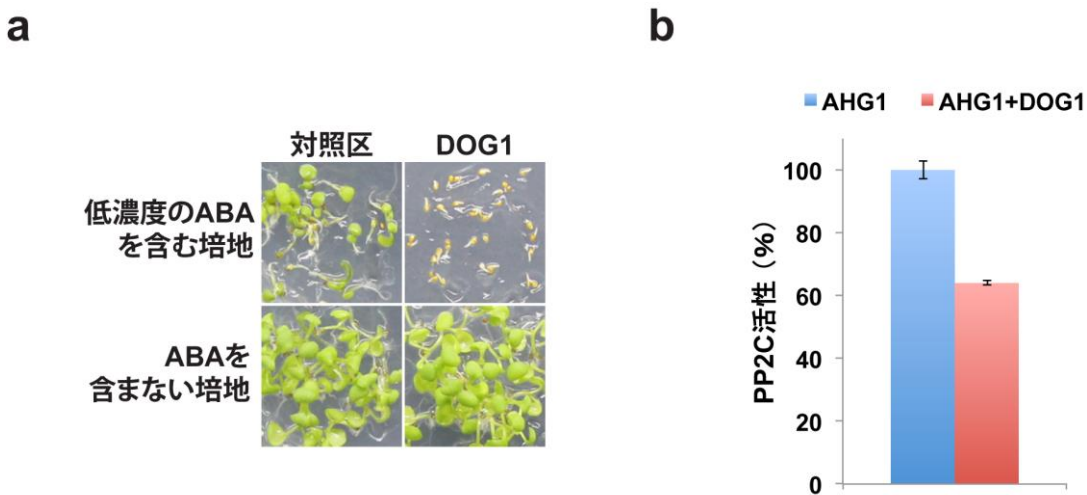 a
対照区 DOG1
低濃度のABA
を含む培地
ABAを
含まない培地
b
AHG1 AHG1+DOG1
PP2C活性（%）
100
80
60
40
20
0